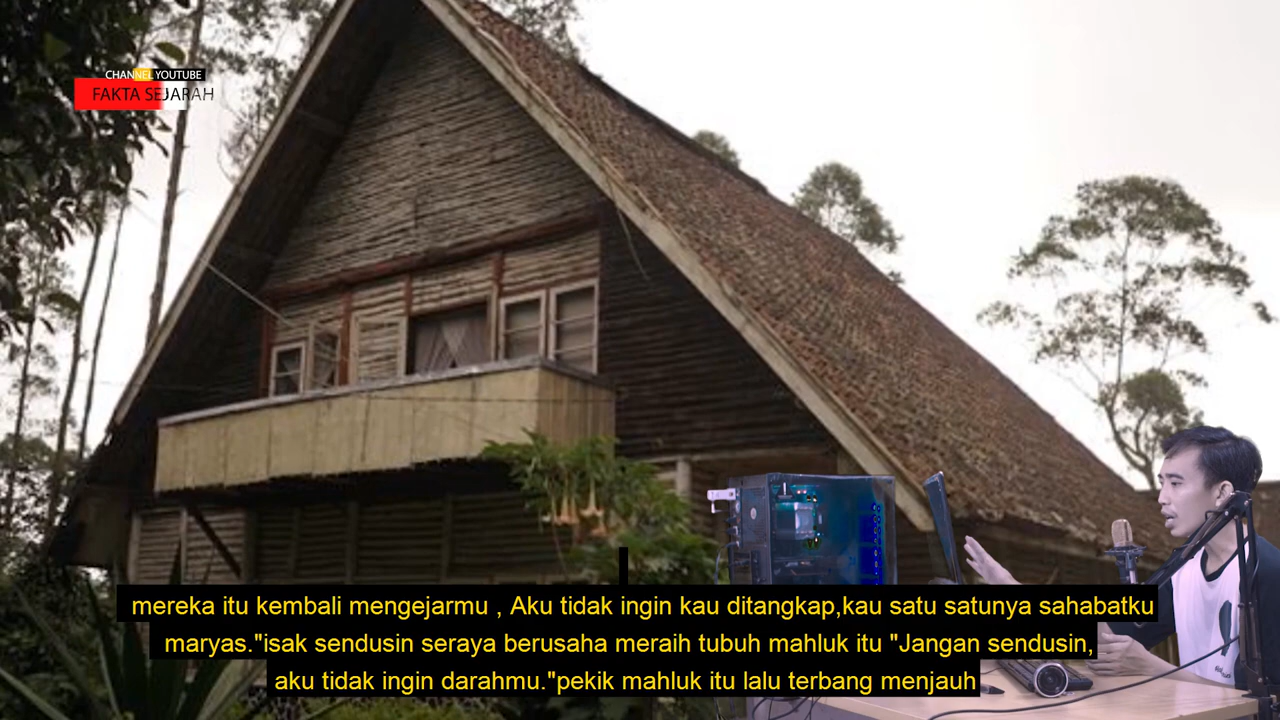 CHANNEL YOUTUBE
FAKTA SEJARAH
mereka itu kembali mengejarmu , Aku tidak ingin kau ditangkap,kau satu satunya sahabatku
maryas."isak sendusin seraya berusaha meraih tubuh mahluk itu "Jangan sendusin,
aku tidak ingin darahmu."pekik mahluk itu lalu terbang menjauh